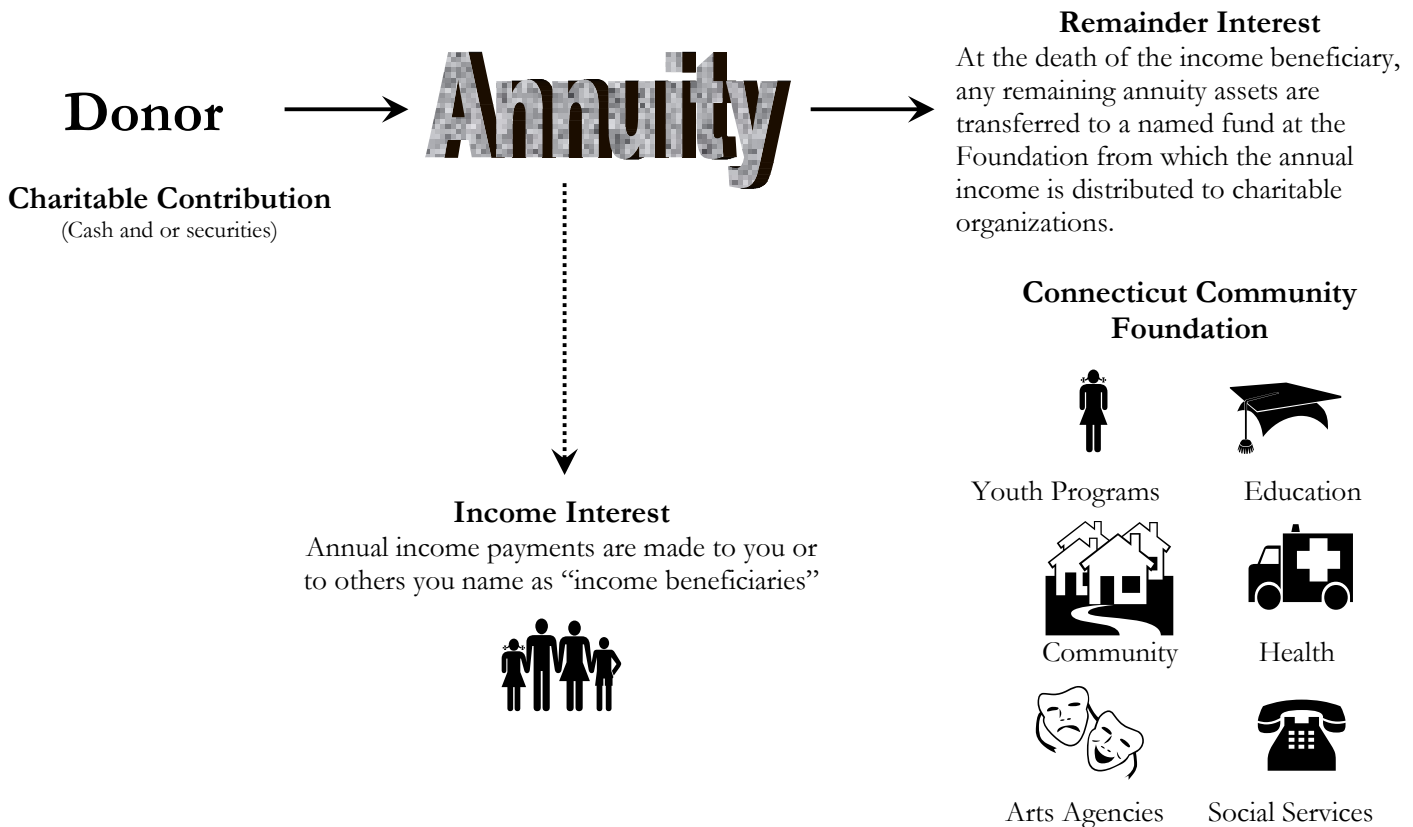 Donor
Charitable Contribution
(Cash and or securities)
Annuity
Remainder Interest
At the death of the income beneficiary,
any remaining annuity assets are
transferred to a named fund at the
Foundation from which the annual
income is distributed to charitable
organizations.
Income Interest
Annual income payments are made to you or
to others you name as “income beneficiaries”
Connecticut Community
Foundation
Youth Programs
Education
Community
Health
Arts Agencies
Social Services